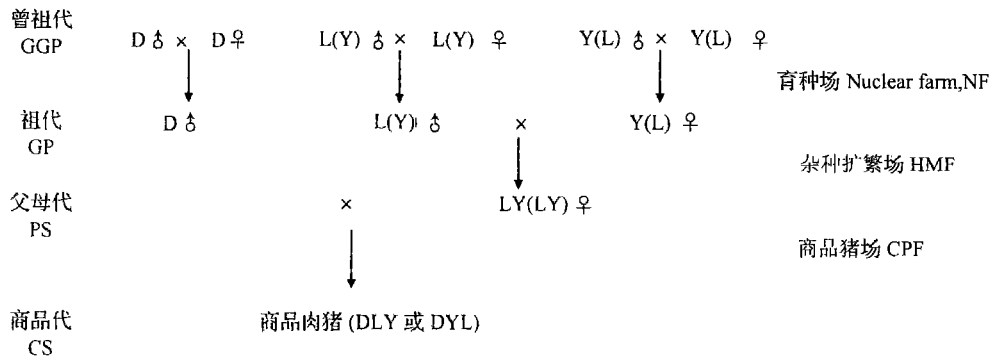 曾祖代
GGP
D♂ × D♀ L(Y) ♂ × L(Y) ♀ Y(L) ♂ × Y(L) ♀
育种场 Nuclear farm,NF
祖代
GP
D♂ L(Y) ♂ × Y(L) ♀
杂种扩繁场 HMF
父母代
PS
× LY(LY) ♀
商品猪场 CPF
商品代
CS
商品肉猪 (DLY 或 DYL)